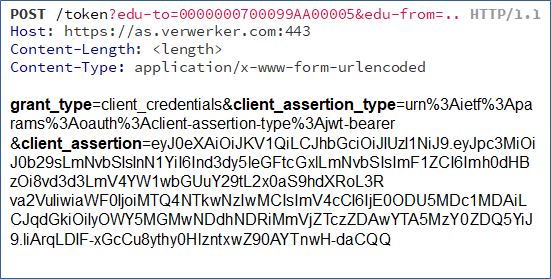 POST /token?edu-to=0000000700099AA00005&edu-from=.. HTTP/1.1
Host: https://as.verwerker.com:443
Content-Length: <length>
Content-Type: application/x-www-form-urlencoded
grant_type=client_credentials&client_assertion_type=urn%3Aietf%3Apa
rams%3Aoauth%3Aclient-assertion-type%3Ajwt-bearer
&client_assertion=eyJ0eXAiOiJKV1QiLCJhbGciOiJIUzI1NiJ9.eyJpc3MiOi
J0b29sLmNvbSIsInN1YiI6Ind3dy5leGFtcGxlLmNvbSIsImF1ZCI6Imh0dHB
zOi8vd3d3LmV4YW1wbGUuY29tL2x0aS9hdXRoL3R
va2VuIiwiaWF0IjoiMTQ4NTkwNzIwMCIsImV4cCI6IjE0ODU5MDc1MDAiL
CJqdGkiOiIyOWY5MGMwNDdhNDRiMmVjZTczZDAwYTA5MzY0ZDQ5YiJ
9.liArqLDIF-xGcCu8ythy0HIzntxwZ90AYTnwH-daCQQ